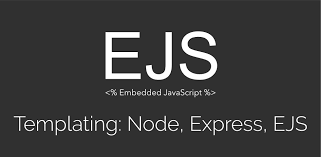 EJS
<% Embedded JavaScript %>
Templating: Node, Express, EJS